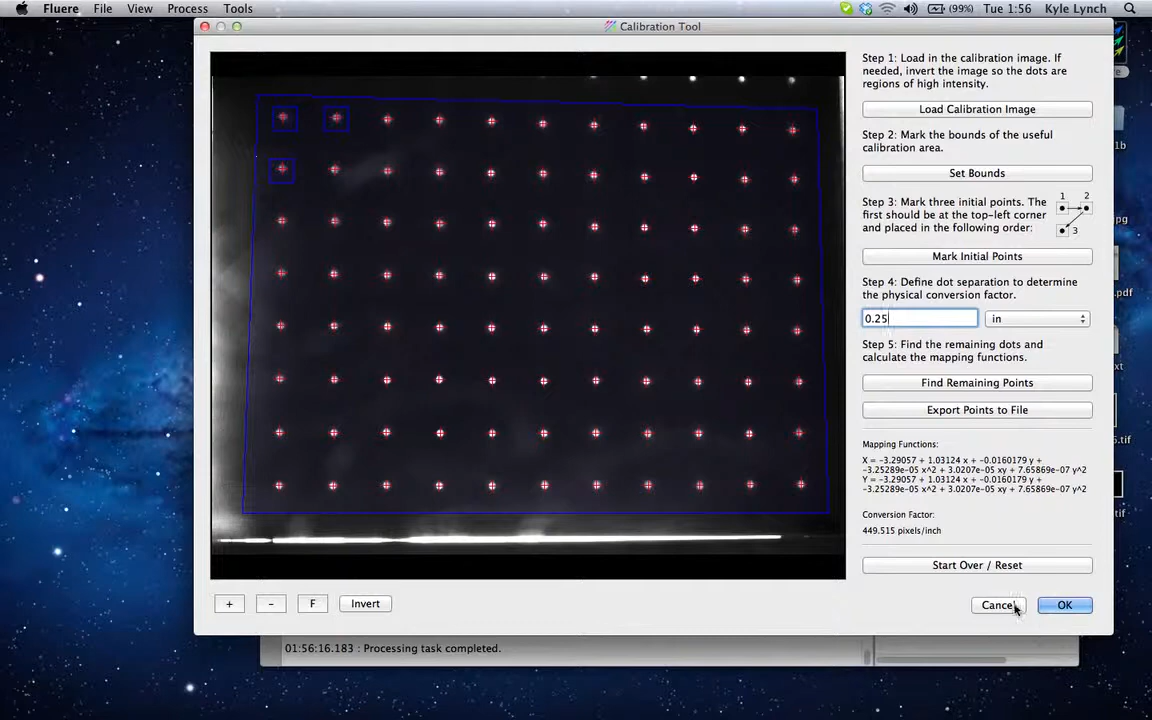 Fluere File View Process Tools (99%) Tue 1:56 Kyle Lynch
Calibration Tool
Step 1: Load in the calibration image. If
needed, invert the image so the dots are
regions of high intensity.
Load Calibration Image
Step 2: Mark the bounds of the useful
calibration area.
Set Bounds
Step 3: Mark three initial points. The
first should be at the top-left corner
and placed in the following order:
1 2
3
Mark Initial Points
Step 4: Define dot separation to determine
the physical conversion factor.
0.25 in
Step 5: Find the remaining dots and
calculate the mapping functions.
Find Remaining Points
Export Points to File
Mapping Functions:
X = -3.29057 + 1.03124 x + -0.0160179 y +
-3.25289e-05 x^2 + 3.0207e-05 xy + 7.65869e-07 y^2
Y = -3.29057 + 1.03124 x + -0.0160179 y +
-3.25289e-05 x^2 + 3.0207e-05 xy + 7.65869e-07 y^2
Conversion Factor:
449.515 pixels/inch
Start Over / Reset
+ - F Invert Cancel OK
01:56:16.183 : Processing task completed.
1b
pg
.pdf
xt
.tif
tif